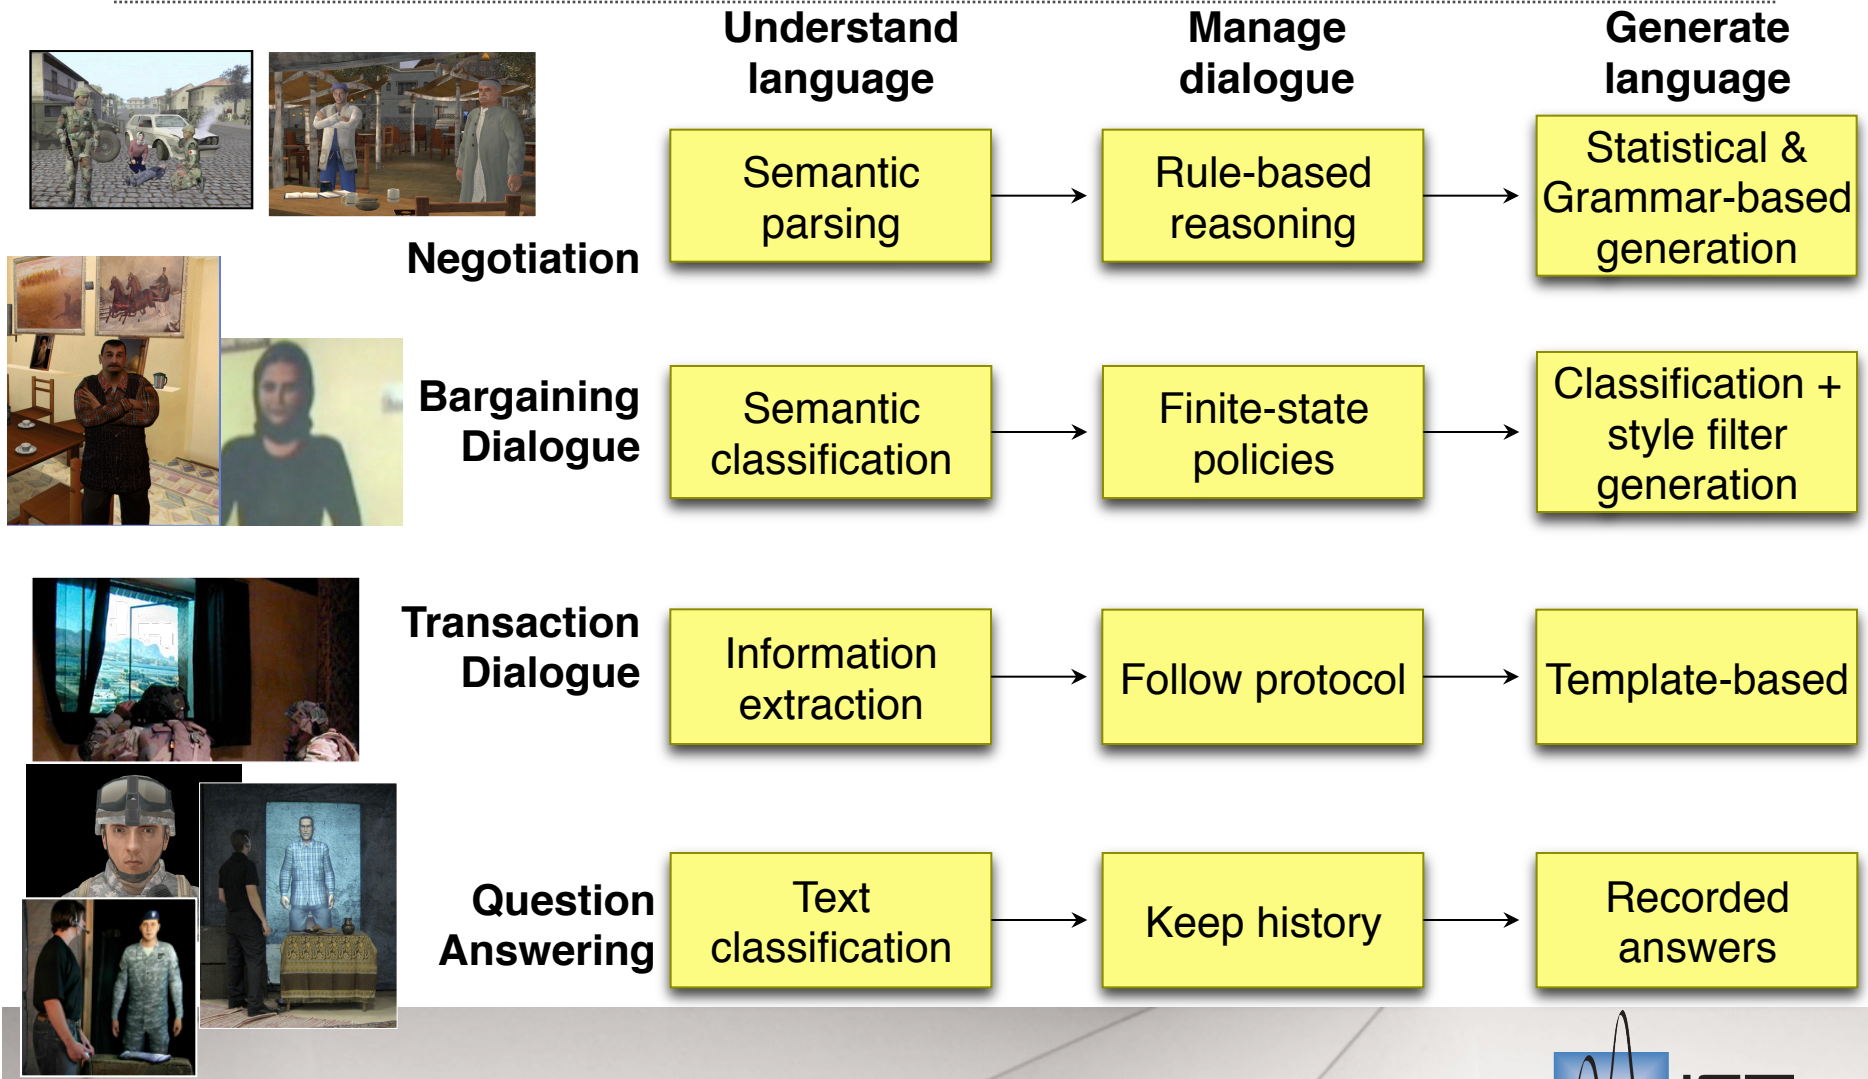 Understand
language
Manage
dialogue
Generate
language
Negotiation
Semantic
parsing
Rule-based
reasoning
Statistical &
Grammar-based
generation
Bargaining
Dialogue
Semantic
classification
Finite-state
policies
Classification +
style filter
generation
Transaction
Dialogue
Information
extraction
Follow protocol
Template-based
Question
Answering
Text
classification
Keep history
Recorded
answers